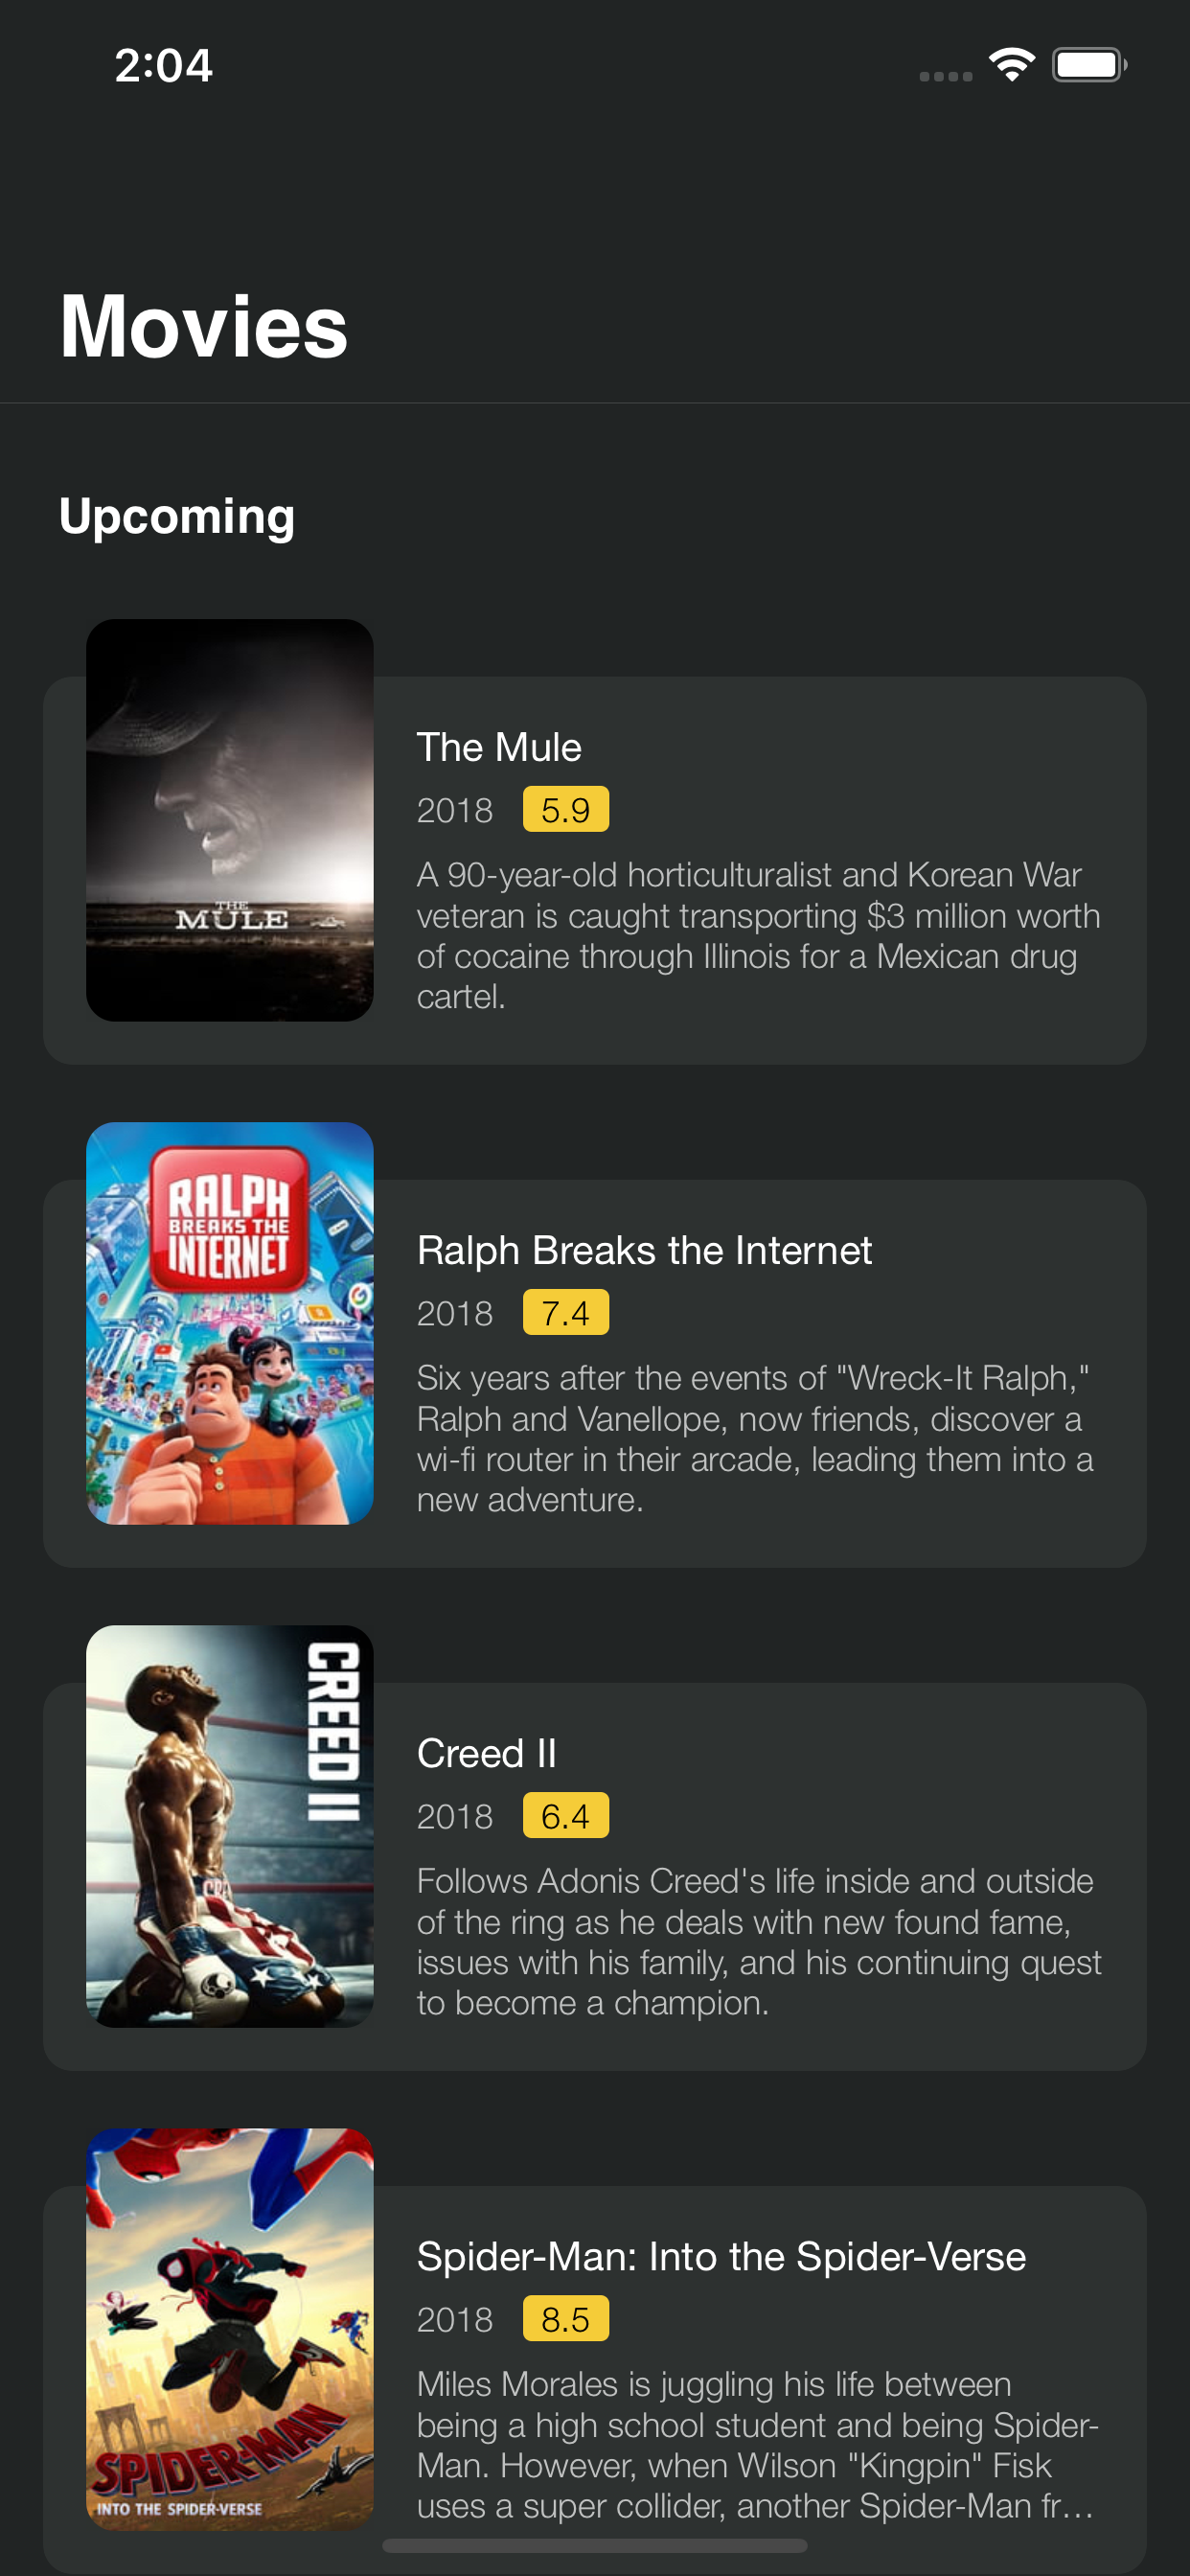 2:04
Movies
Upcoming
THE
MULE
The Mule
2018 5.9
A 90-year-old horticulturalist and Korean War
veteran is caught transporting $3 million worth
of cocaine through Illinois for a Mexican drug
cartel.
RALPH
BREAKS THE
INTERNET
Ralph Breaks the Internet
2018 7.4
Six years after the events of "Wreck-It Ralph,"
Ralph and Vanellope, now friends, discover a
wi-fi router in their arcade, leading them into a
new adventure.
CREED II
Creed II
2018 6.4
Follows Adonis Creed's life inside and outside
of the ring as he deals with new found fame,
issues with his family, and his continuing quest
to become a champion.
SPIDER-MAN
INTO THE SPIDER-VERSE
Spider-Man: Into the Spider-Verse
2018 8.5
Miles Morales is juggling his life between
being a high school student and being Spider-
Man. However, when Wilson "Kingpin" Fisk
uses a super collider, another Spider-Man fr…